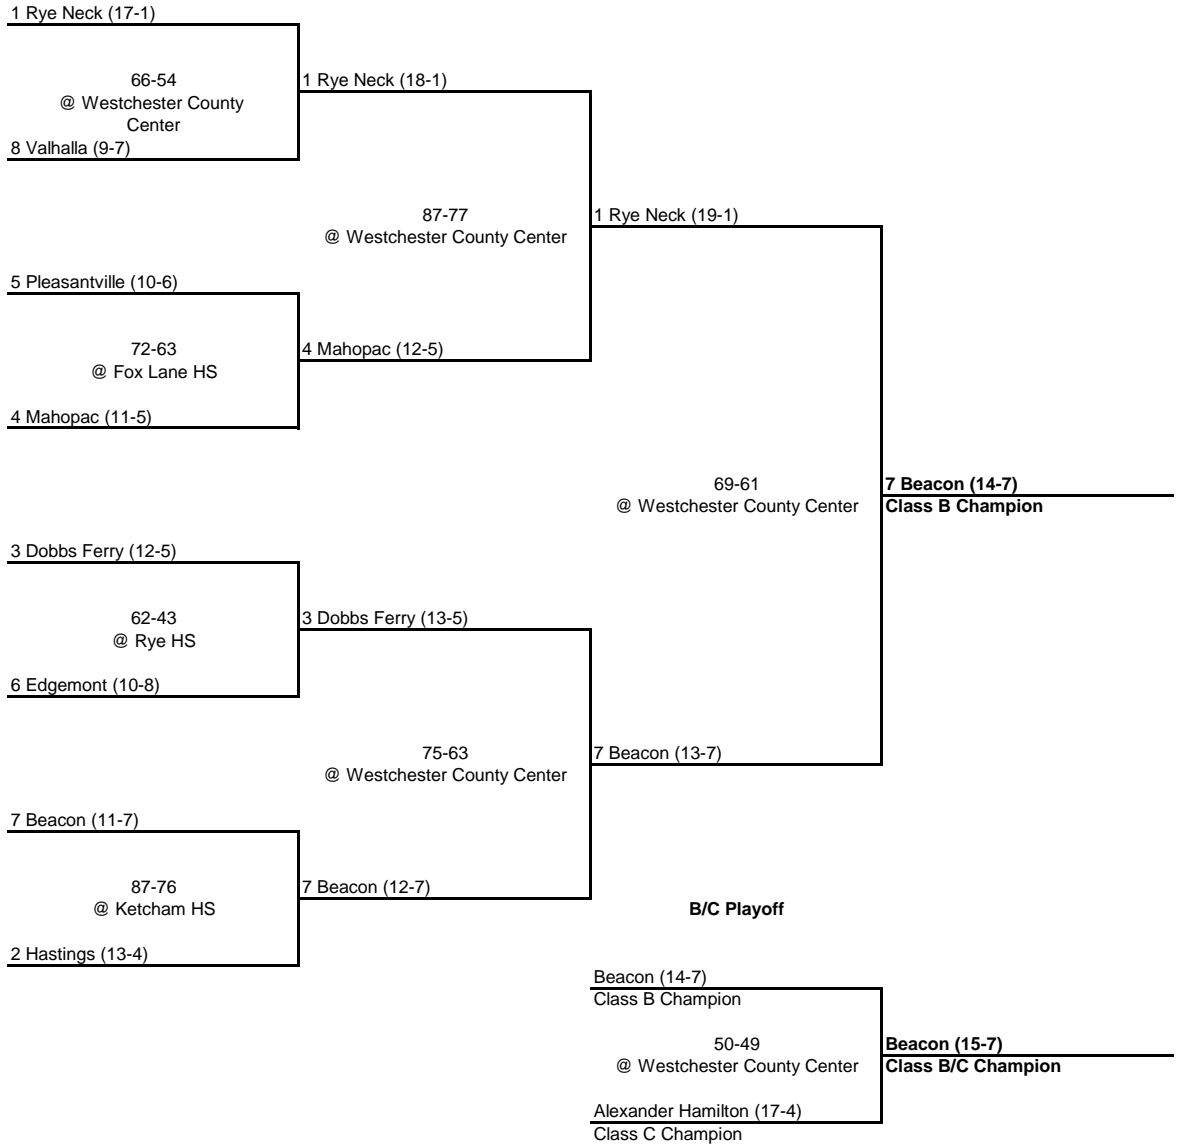 1 Rye Neck (17-1)
66-54
@ Westchester County
Center
8 Valhalla (9-7)
1 Rye Neck (18-1)
87-77
@ Westchester County Center
1 Rye Neck (19-1)
5 Pleasantville (10-6)
72-63
@ Fox Lane HS
4 Mahopac (11-5)
4 Mahopac (12-5)
69-61
@ Westchester County Center
7 Beacon (14-7)
Class B Champion
3 Dobbs Ferry (12-5)
62-43
@ Rye HS
6 Edgemont (10-8)
3 Dobbs Ferry (13-5)
75-63
@ Westchester County Center
7 Beacon (13-7)
7 Beacon (11-7)
87-76
@ Ketcham HS
2 Hastings (13-4)
7 Beacon (12-7)
B/C Playoff
Beacon (14-7)
Class B Champion
50-49
@ Westchester County Center
Alexander Hamilton (17-4)
Class C Champion
Beacon (15-7)
Class B/C Champion